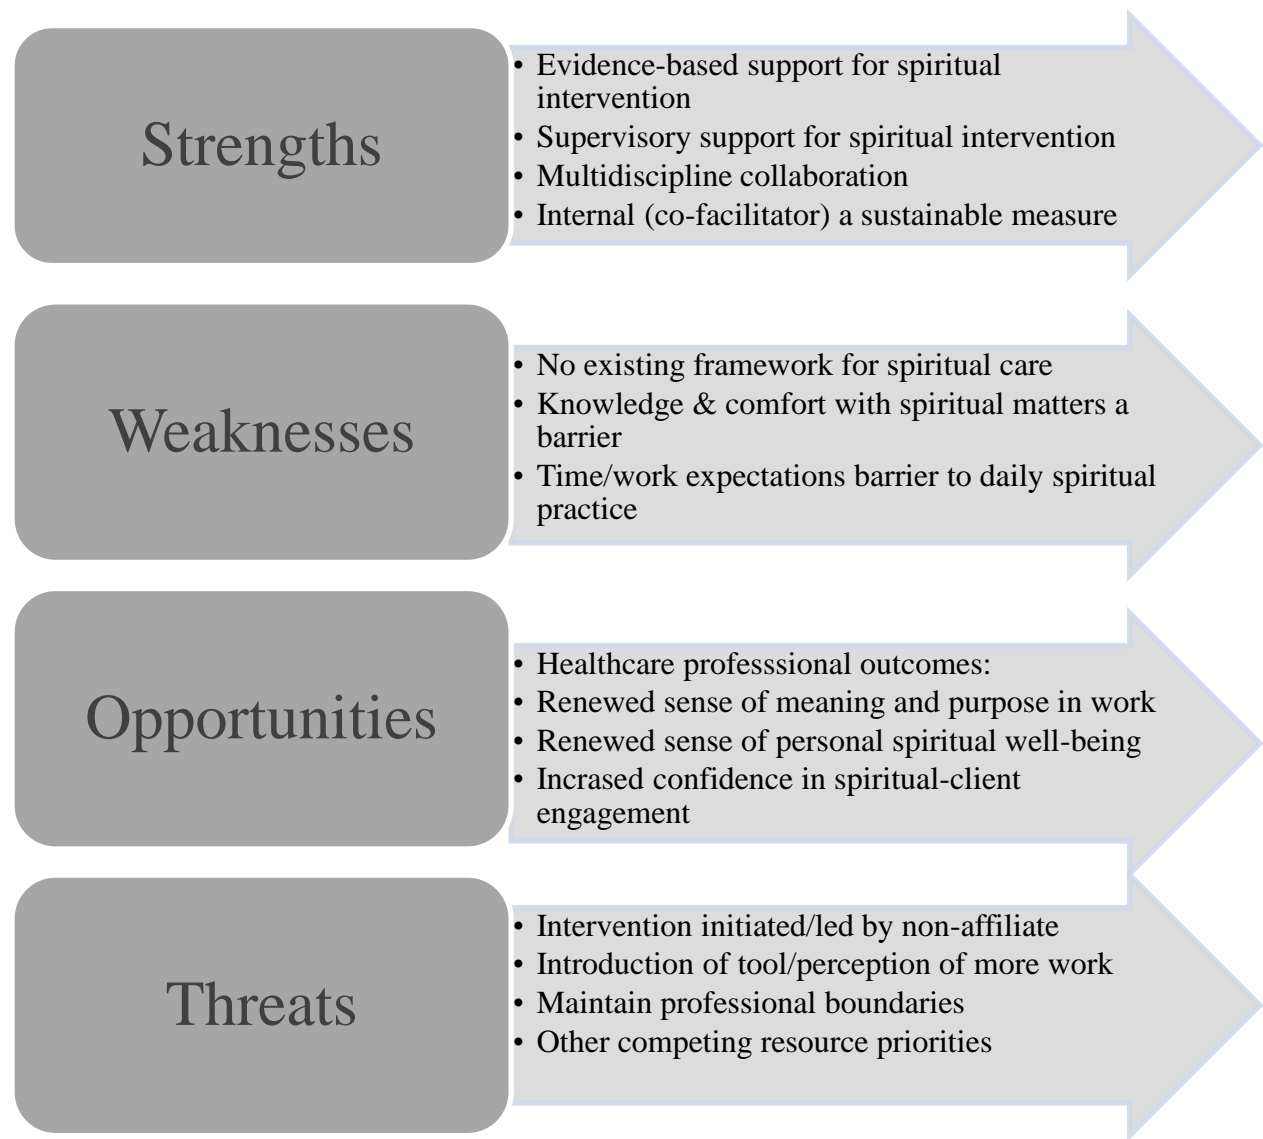 Strengths
• Evidence-based support for spiritual
intervention
• Supervisory support for spiritual intervention
• Multidiscipline collaboration
• Internal (co-facilitator) a sustainable measure
Weaknesses
• No existing framework for spiritual care
• Knowledge & comfort with spiritual matters a
barrier
• Time/work expectations barrier to daily spiritual
practice
Opportunities
• Healthcare professsional outcomes:
• Renewed sense of meaning and purpose in work
• Renewed sense of personal spiritual well-being
• Incrased confidence in spiritual-client
engagement
Threats
• Intervention initiated/led by non-affiliate
• Introduction of tool/perception of more work
• Maintain professional boundaries
• Other competing resource priorities